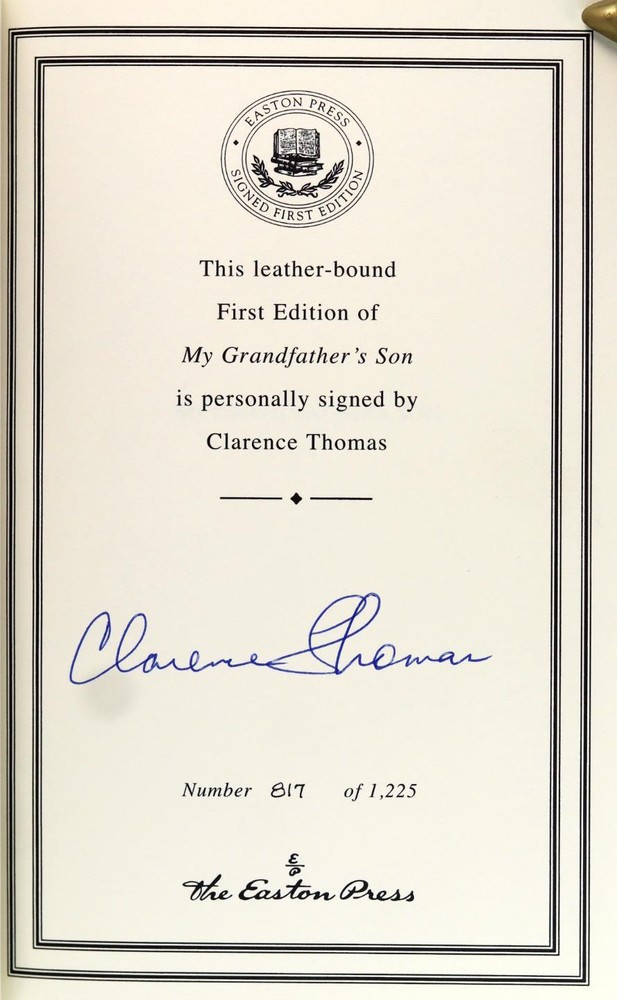 EASTON PRESS
SIGNED FIRST EDITION
This leather-bound
First Edition of
My Grandfather's Son
is personally signed by
Clarence Thomas
Clarence Thomas
Number 817 of 1,225
E
P
the Easton Press